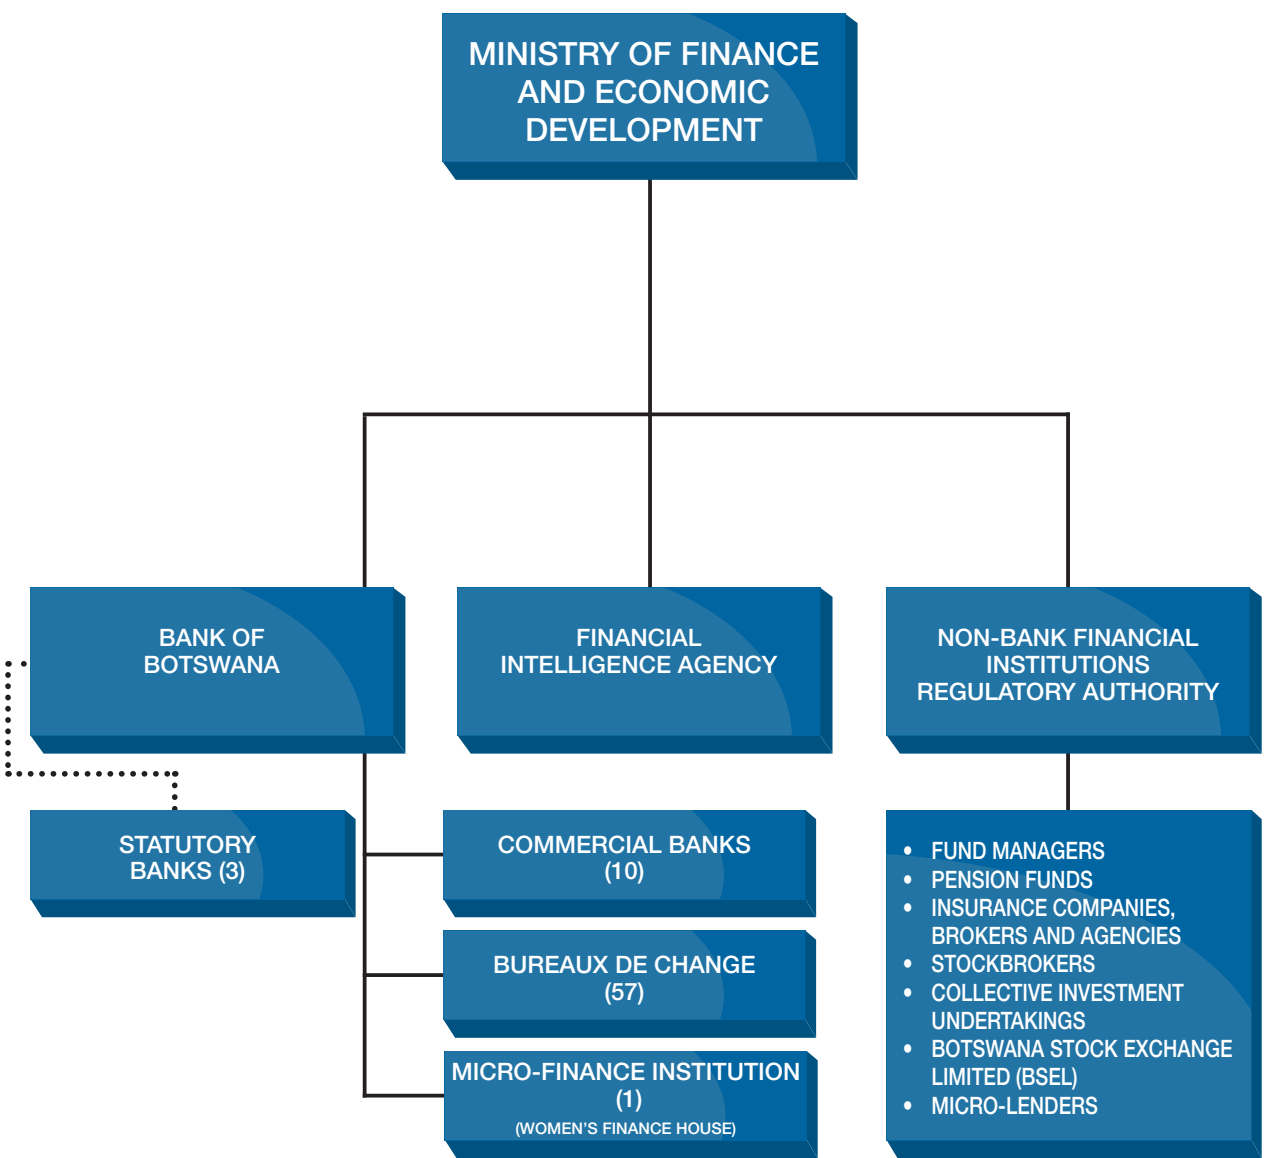 MINISTRY OF FINANCE
AND ECONOMIC
DEVELOPMENT
BANK OF
BOTSWANA
FINANCIAL
INTELLIGENCE AGENCY
NON-BANK FINANCIAL
INSTITUTIONS
REGULATORY AUTHORITY
STATUTORY
BANKS (3)
COMMERCIAL BANKS
(10)
BUREAUX DE CHANGE
(57)
MICRO-FINANCE INSTITUTION
(1)
(WOMEN'S FINANCE HOUSE)
• FUND MANAGERS
• PENSION FUNDS
• INSURANCE COMPANIES,
BROKERS AND AGENCIES
• STOCKBROKERS
• COLLECTIVE INVESTMENT
UNDERTAKINGS
• BOTSWANA STOCK EXCHANGE
LIMITED (BSEL)
• MICRO-LENDERS